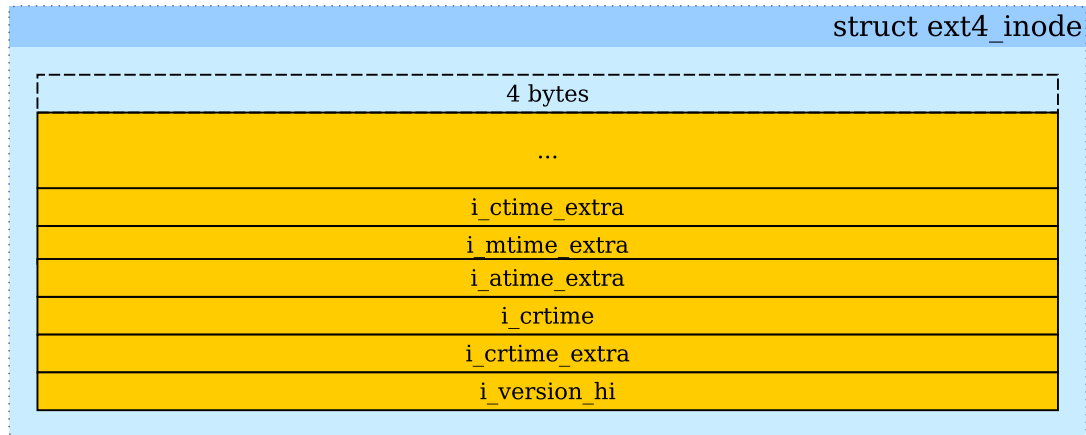 struct ext4_inode
4 bytes
...
i_ctime_extra
i_mtime_extra
i_atime_extra
i_crtime
i_crtime_extra
i_version_hi